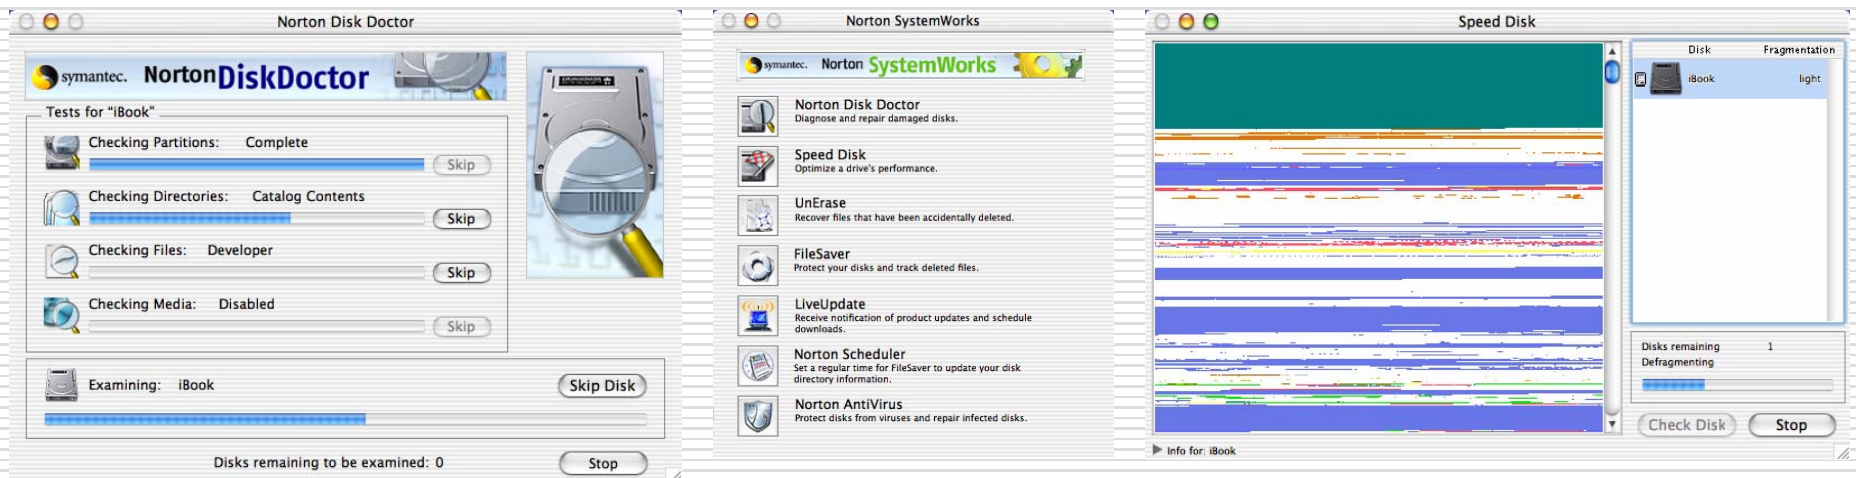 Norton Disk Doctor
symantec. Norton DiskDoctor
Tests for "iBook"
Checking Partitions: Complete
Skip
Checking Directories: Catalog Contents
Skip
Checking Files: Developer
Skip
Checking Media: Disabled
Skip
Examining: iBook
Skip Disk
Disks remaining to be examined: 0
Stop
Norton SystemWorks
symantec. Norton SystemWorks
Norton Disk Doctor
Diagnose and repair damaged disks.
Speed Disk
Optimize a drive's performance.
UnErase
Recover files that have been accidentally deleted.
FileSaver
Protect your disks and track deleted files.
LiveUpdate
Receive notification of product updates and schedule
downloads.
Norton Scheduler
Set a regular time for FileSaver to update your disk
directory information.
Norton AntiVirus
Protect disks from viruses and repair infected disks.
Speed Disk
Disk Fragmentation
iBook light
Disks remaining 1
Defragmenting
Check Disk Stop
Info for: iBook